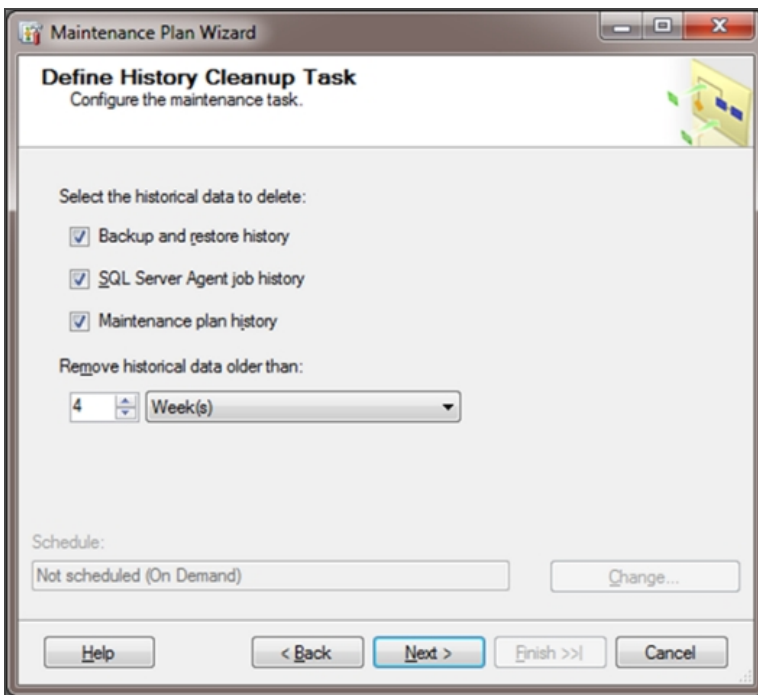 Maintenance Plan Wizard
Define History Cleanup Task
Configure the maintenance task.
Select the historical data to delete:
Backup and restore history
SQL Server Agent job history
Maintenance plan history
Remove historical data older than:
4 Week(s)
Schedule:
Not scheduled (On Demand) Change...
Help < Back Next > Finish >>| Cancel